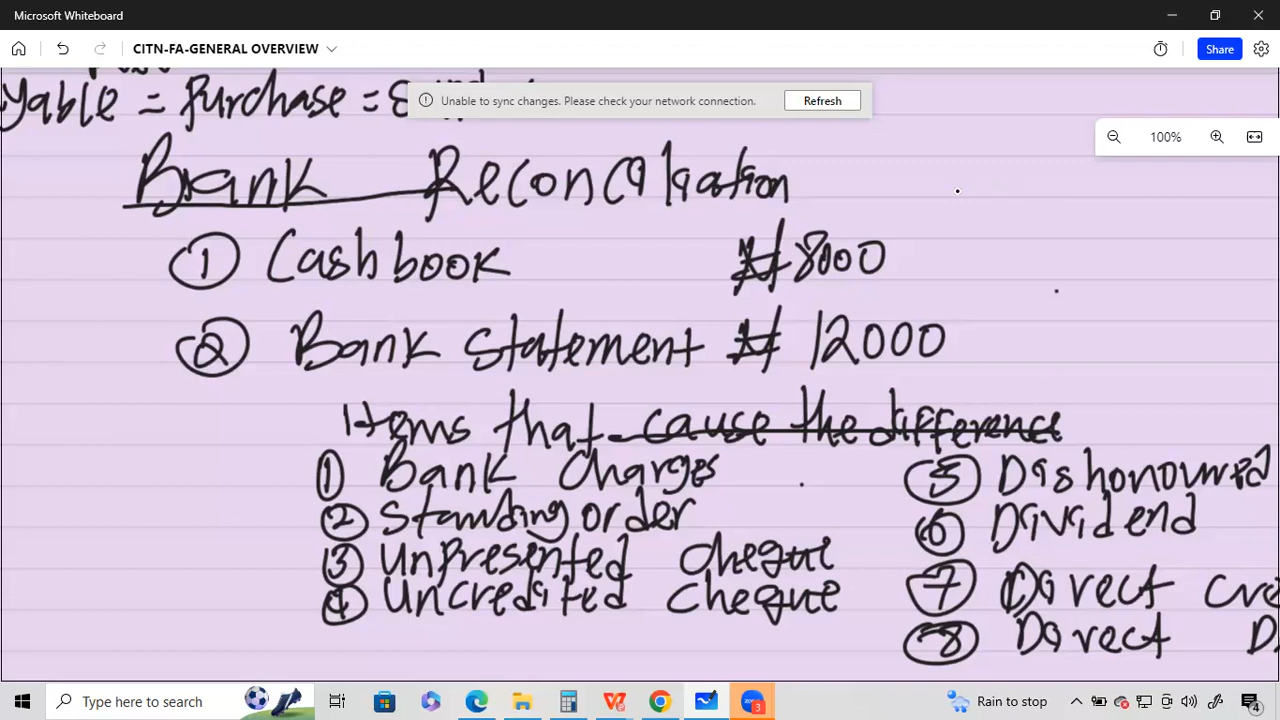 Microsoft Whiteboard
CITN-FA-GENERAL OVERVIEW
Share
yable = Purchase =
Unable to sync changes. Please check your network connection.
Refresh
100%
Bank Reconciliation
① Cashbook ₦8000
② Bank Statement ₦12000
Items that cause the difference
① Bank Charges
② Standing order
③ Unpresented Cheque
④ Uncredited Cheque
⑤ Dishonoured
⑥ Dividend
⑦ Direct cre
⑧ Direct D
Type here to search
3
Rain to stop
4